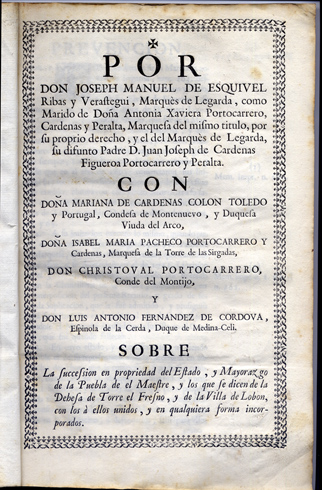 POR
DON JOSEPH MANUEL DE ESQUIVEL
Ribas y Verastegui, Marquès de Legarda, como
Marido de Doña Antonia Xaviera Portocarrero,
Cardenas y Peralta, Marquesa del mismo titulo, por
su proprio derecho, y el del Marquès de Legarda,
su difunto Padre D. Juan Joseph de Cardenas
Figueroa Portocarrero y Peralta.
CON
DOÑA MARIANA DE CARDENAS COLON TOLEDO
y Portugal, Condesa de Montenuevo, y Duquesa
Viuda del Arco,
DOÑA ISABEL MARIA PACHECO PORTOCARRERO Y
Cardenas, Marquesa de la Torre de las Sirgadas,
DON CHRISTOVAL PORTOCARRERO,
Conde del Montijo,
Y
DON LUIS ANTONIO FERNANDEZ DE CORDOVA,
Espinola de la Cerda, Duque de Medina-Celi.
SOBRE
La succession en propriedad del Estado, y Mayorazgo
de la Puebla de el Maestre, y los que se dicen de la
Dehesa de Torre el Fresno, y de la Villa de Lobon,
con los à ellos unidos, y en qualquiera forma incor-
porados.